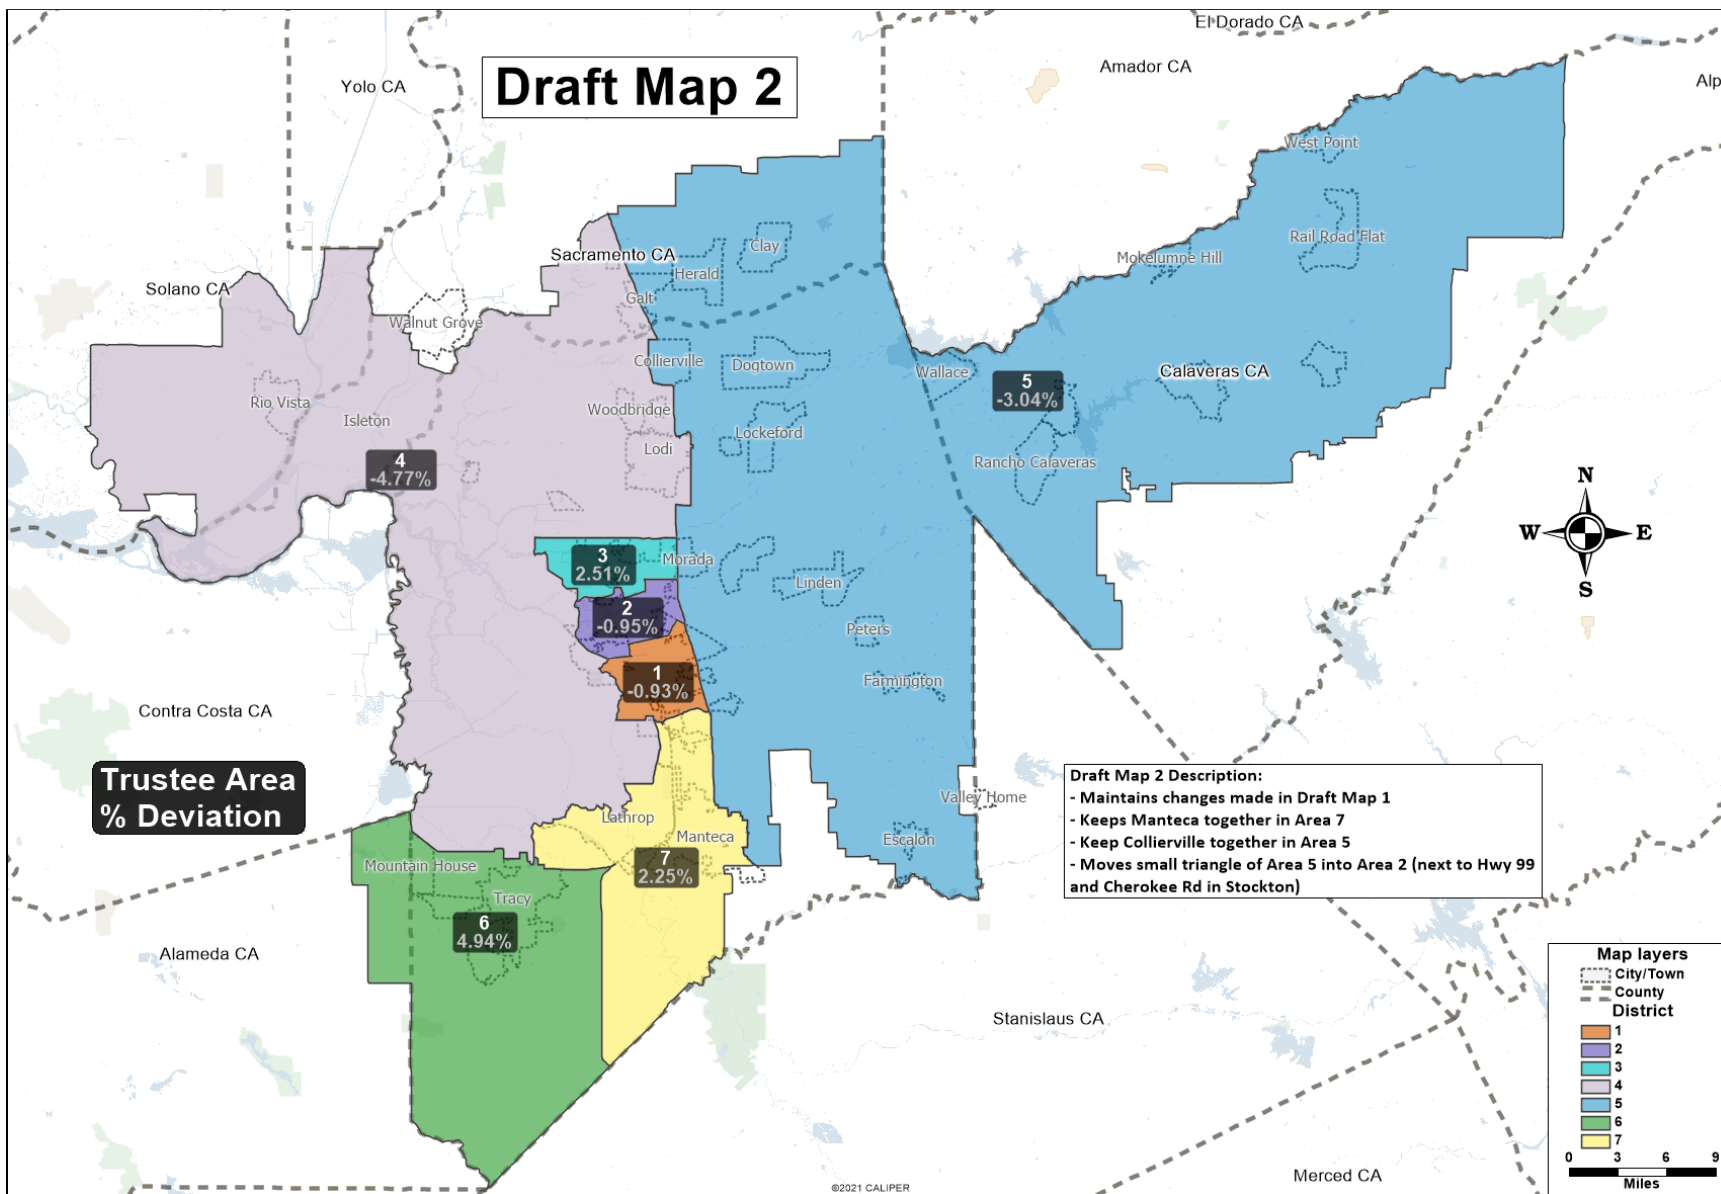 El Dorado CA
Amador CA
Alp
Yolo CA
Draft Map 2
West Point
Rail Road Flat
Mokelumne Hill
Clay
Sacramento CA
Herald
Galt
Solano CA
Walnut Grove
Collierville
Dogtown
Wallace
Calaveras CA
5
-3.04%
Rio Vista
Isleton
Woodbridge
Lodi
Lockeford
Rancho Calaveras
4
-4.77%
N
W
E
S
3
2.51%
Morada
Linden
2
-0.95%
Peters
1
-0.93%
Farmington
Contra Costa CA
Trustee Area
% Deviation
Valley Home
Draft Map 2 Description:
- Maintains changes made in Draft Map 1
- Keeps Manteca together in Area 7
- Keep Collierville together in Area 5
- Moves small triangle of Area 5 into Area 2 (next to Hwy 99
and Cherokee Rd in Stockton)
Lathrop
Manteca
Escalon
Mountain House
7
2.25%
Tracy
6
4.94%
Alameda CA
Stanislaus CA
Merced CA
Map layers
City/Town
County
District
1
2
3
4
5
6
7
0 3 6 9
Miles
©2021 CALIPER